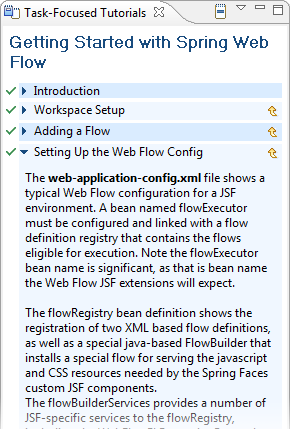 Task-Focused Tutorials
Getting Started with Spring Web
Flow
Introduction
Workspace Setup
Adding a Flow
Setting Up the Web Flow Config
The web-application-config.xml file shows a
typical Web Flow configuration for a JSF
environment. A bean named flowExecutor
must be configured and linked with a flow
definition registry that contains the flows
eligible for execution. Note the flowExecutor
bean name is significant, as that is bean name
the Web Flow JSF extensions will expect.
The flowRegistry bean definition shows the
registration of two XML based flow definitions,
as well as a special java-based FlowBuilder that
installs a special flow for serving the javascript
and CSS resources needed by the Spring Faces
custom JSF components.
The flowBuilderServices provides a number of
JSF-specific services to the flowRegistry,